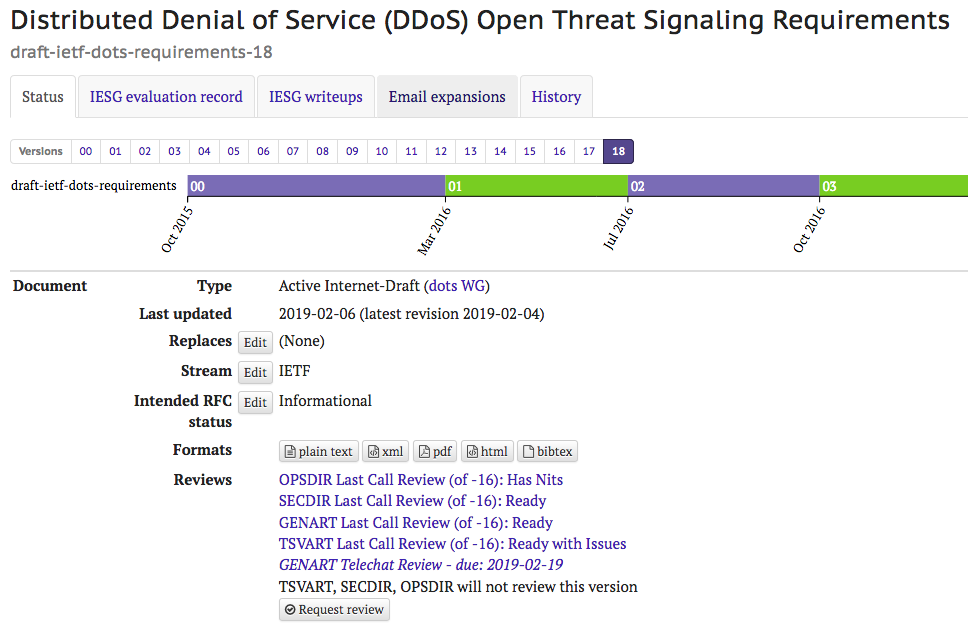 Distributed Denial of Service (DDoS) Open Threat Signaling Requirements
draft-ietf-dots-requirements-18
Status IESG evaluation record IESG writeups Email expansions History
Versions 00 01 02 03 04 05 06 07 08 09 10 11 12 13 14 15 16 17 18
draft-ietf-dots-requirements 00 01 02 03
Oct 2015 Mar 2016 Jul 2016 Oct 2016
Document Type Active Internet-Draft (dots WG)
Last updated 2019-02-06 (latest revision 2019-02-04)
Replaces Edit (None)
Stream Edit IETF
Intended RFC Edit Informational
status
Formats plain text xml pdf html bibtex
Reviews OPSDIR Last Call Review (of -16): Has Nits
SECDIR Last Call Review (of -16): Ready
GENART Last Call Review (of -16): Ready
TSVART Last Call Review (of -16): Ready with Issues
GENART Telechat Review - due: 2019-02-19
TSVART, SECDIR, OPSDIR will not review this version
Request review